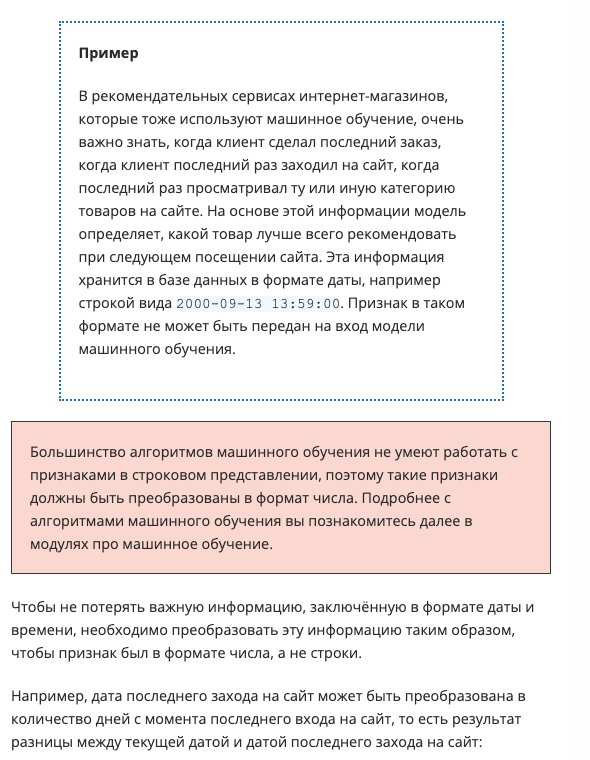 Пример
В рекомендательных сервисах интернет-магазинов,
которые тоже используют машинное обучение, очень
важно знать, когда клиент сделал последний заказ,
когда клиент последний раз заходил на сайт, когда
последний раз просматривал ту или иную категорию
товаров на сайте. На основе этой информации модель
определяет, какой товар лучше всего рекомендовать
при следующем посещении сайта. Эта информация
хранится в базе данных в формате даты, например
строкой вида 2000-09-13 13:59:00. Признак в таком
формате не может быть передан на вход модели
машинного обучения.
Большинство алгоритмов машинного обучения не умеют работать с
признаками в строковом представлении, поэтому такие признаки
должны быть преобразованы в формат числа. Подробнее с
алгоритмами машинного обучения вы познакомитесь далее в
модулях про машинное обучение.
Чтобы не потерять важную информацию, заключённую в формате даты и
времени, необходимо преобразовать эту информацию таким образом,
чтобы признак был в формате числа, а не строки.
Например, дата последнего захода на сайт может быть преобразована в
количество дней с момента последнего входа на сайт, то есть результат
разницы между текущей датой и датой последнего захода на сайт: